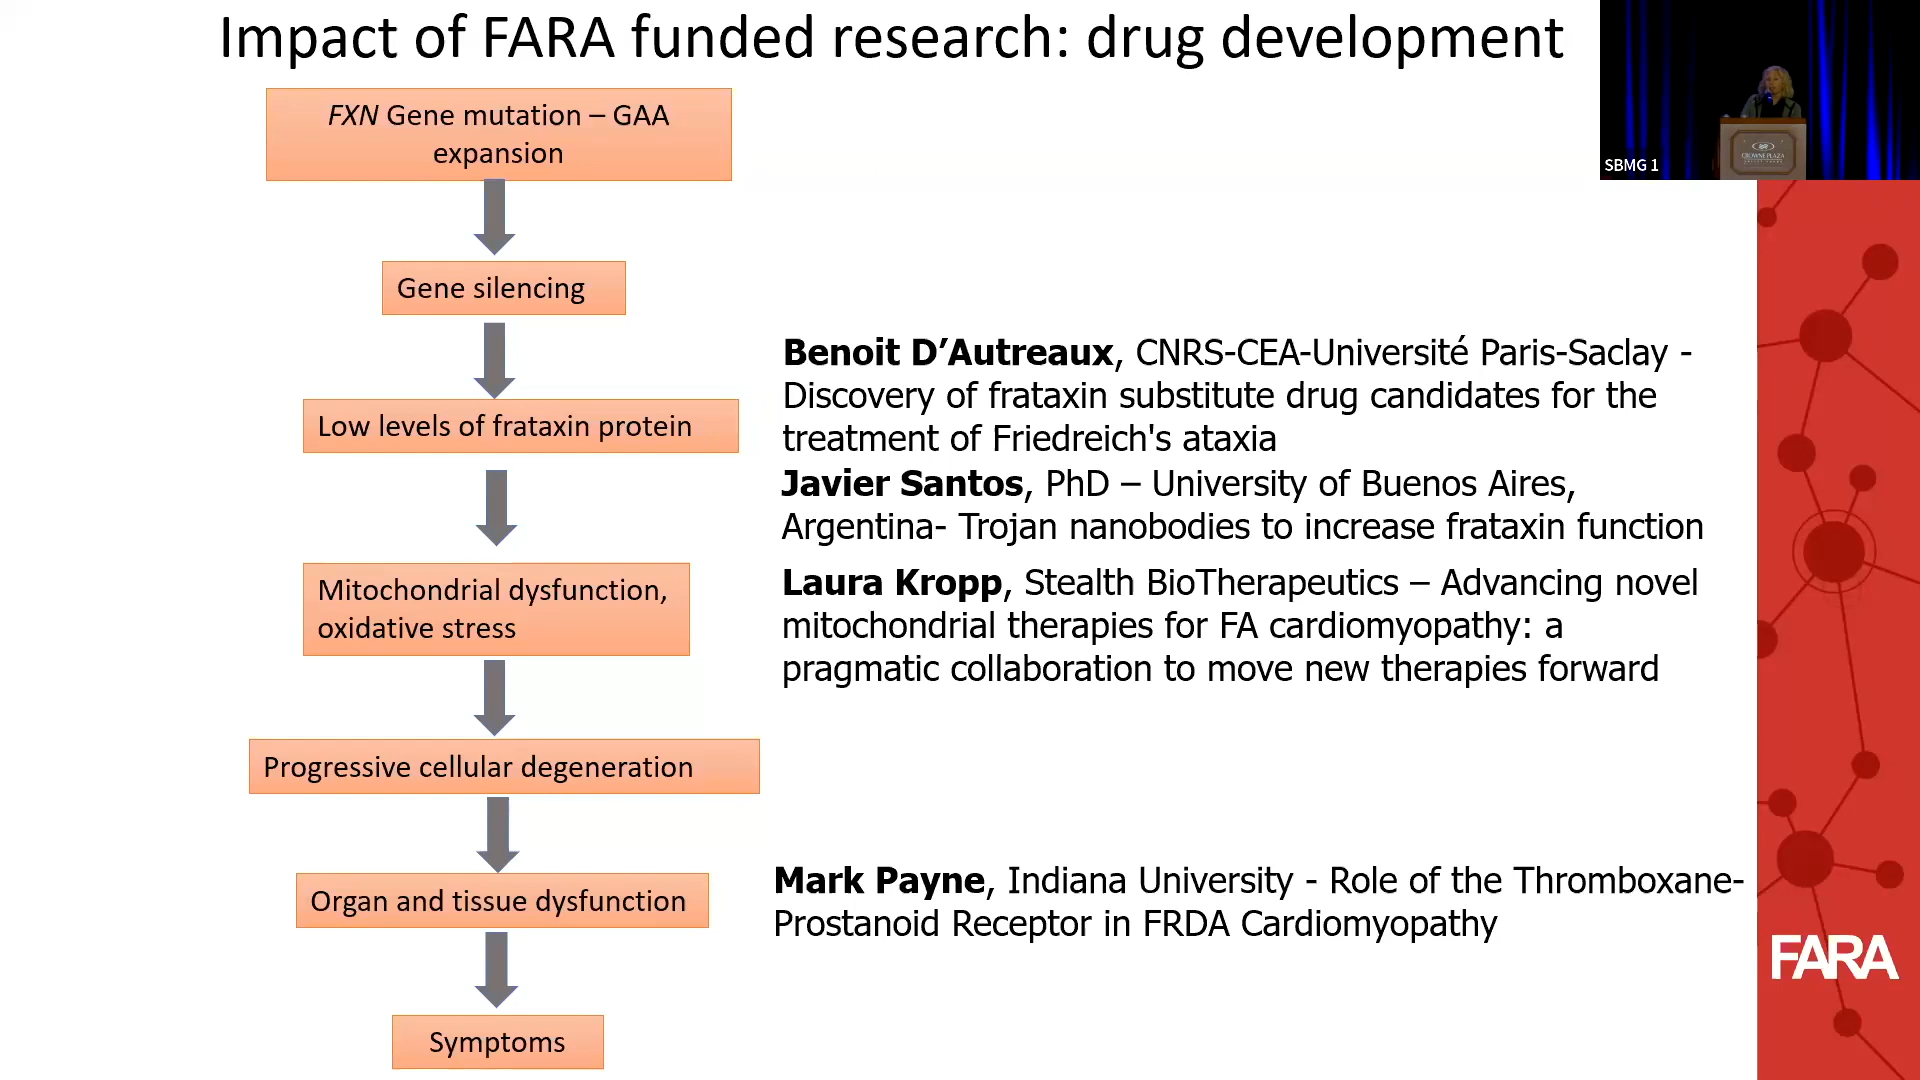 Impact of FARA funded research: drug development
FXN Gene mutation – GAA
expansion
Gene silencing
Low levels of frataxin protein
Mitochondrial dysfunction,
oxidative stress
Progressive cellular degeneration
Organ and tissue dysfunction
Symptoms
Benoit D’Autreaux, CNRS-CEA-Université Paris-Saclay -
Discovery of frataxin substitute drug candidates for the
treatment of Friedreich's ataxia
Javier Santos, PhD – University of Buenos Aires,
Argentina- Trojan nanobodies to increase frataxin function
Laura Kropp, Stealth BioTherapeutics – Advancing novel
mitochondrial therapies for FA cardiomyopathy: a
pragmatic collaboration to move new therapies forward
Mark Payne, Indiana University - Role of the Thromboxane-
Prostanoid Receptor in FRDA Cardiomyopathy
SBMG 1
CROWNE PLAZA
FARA